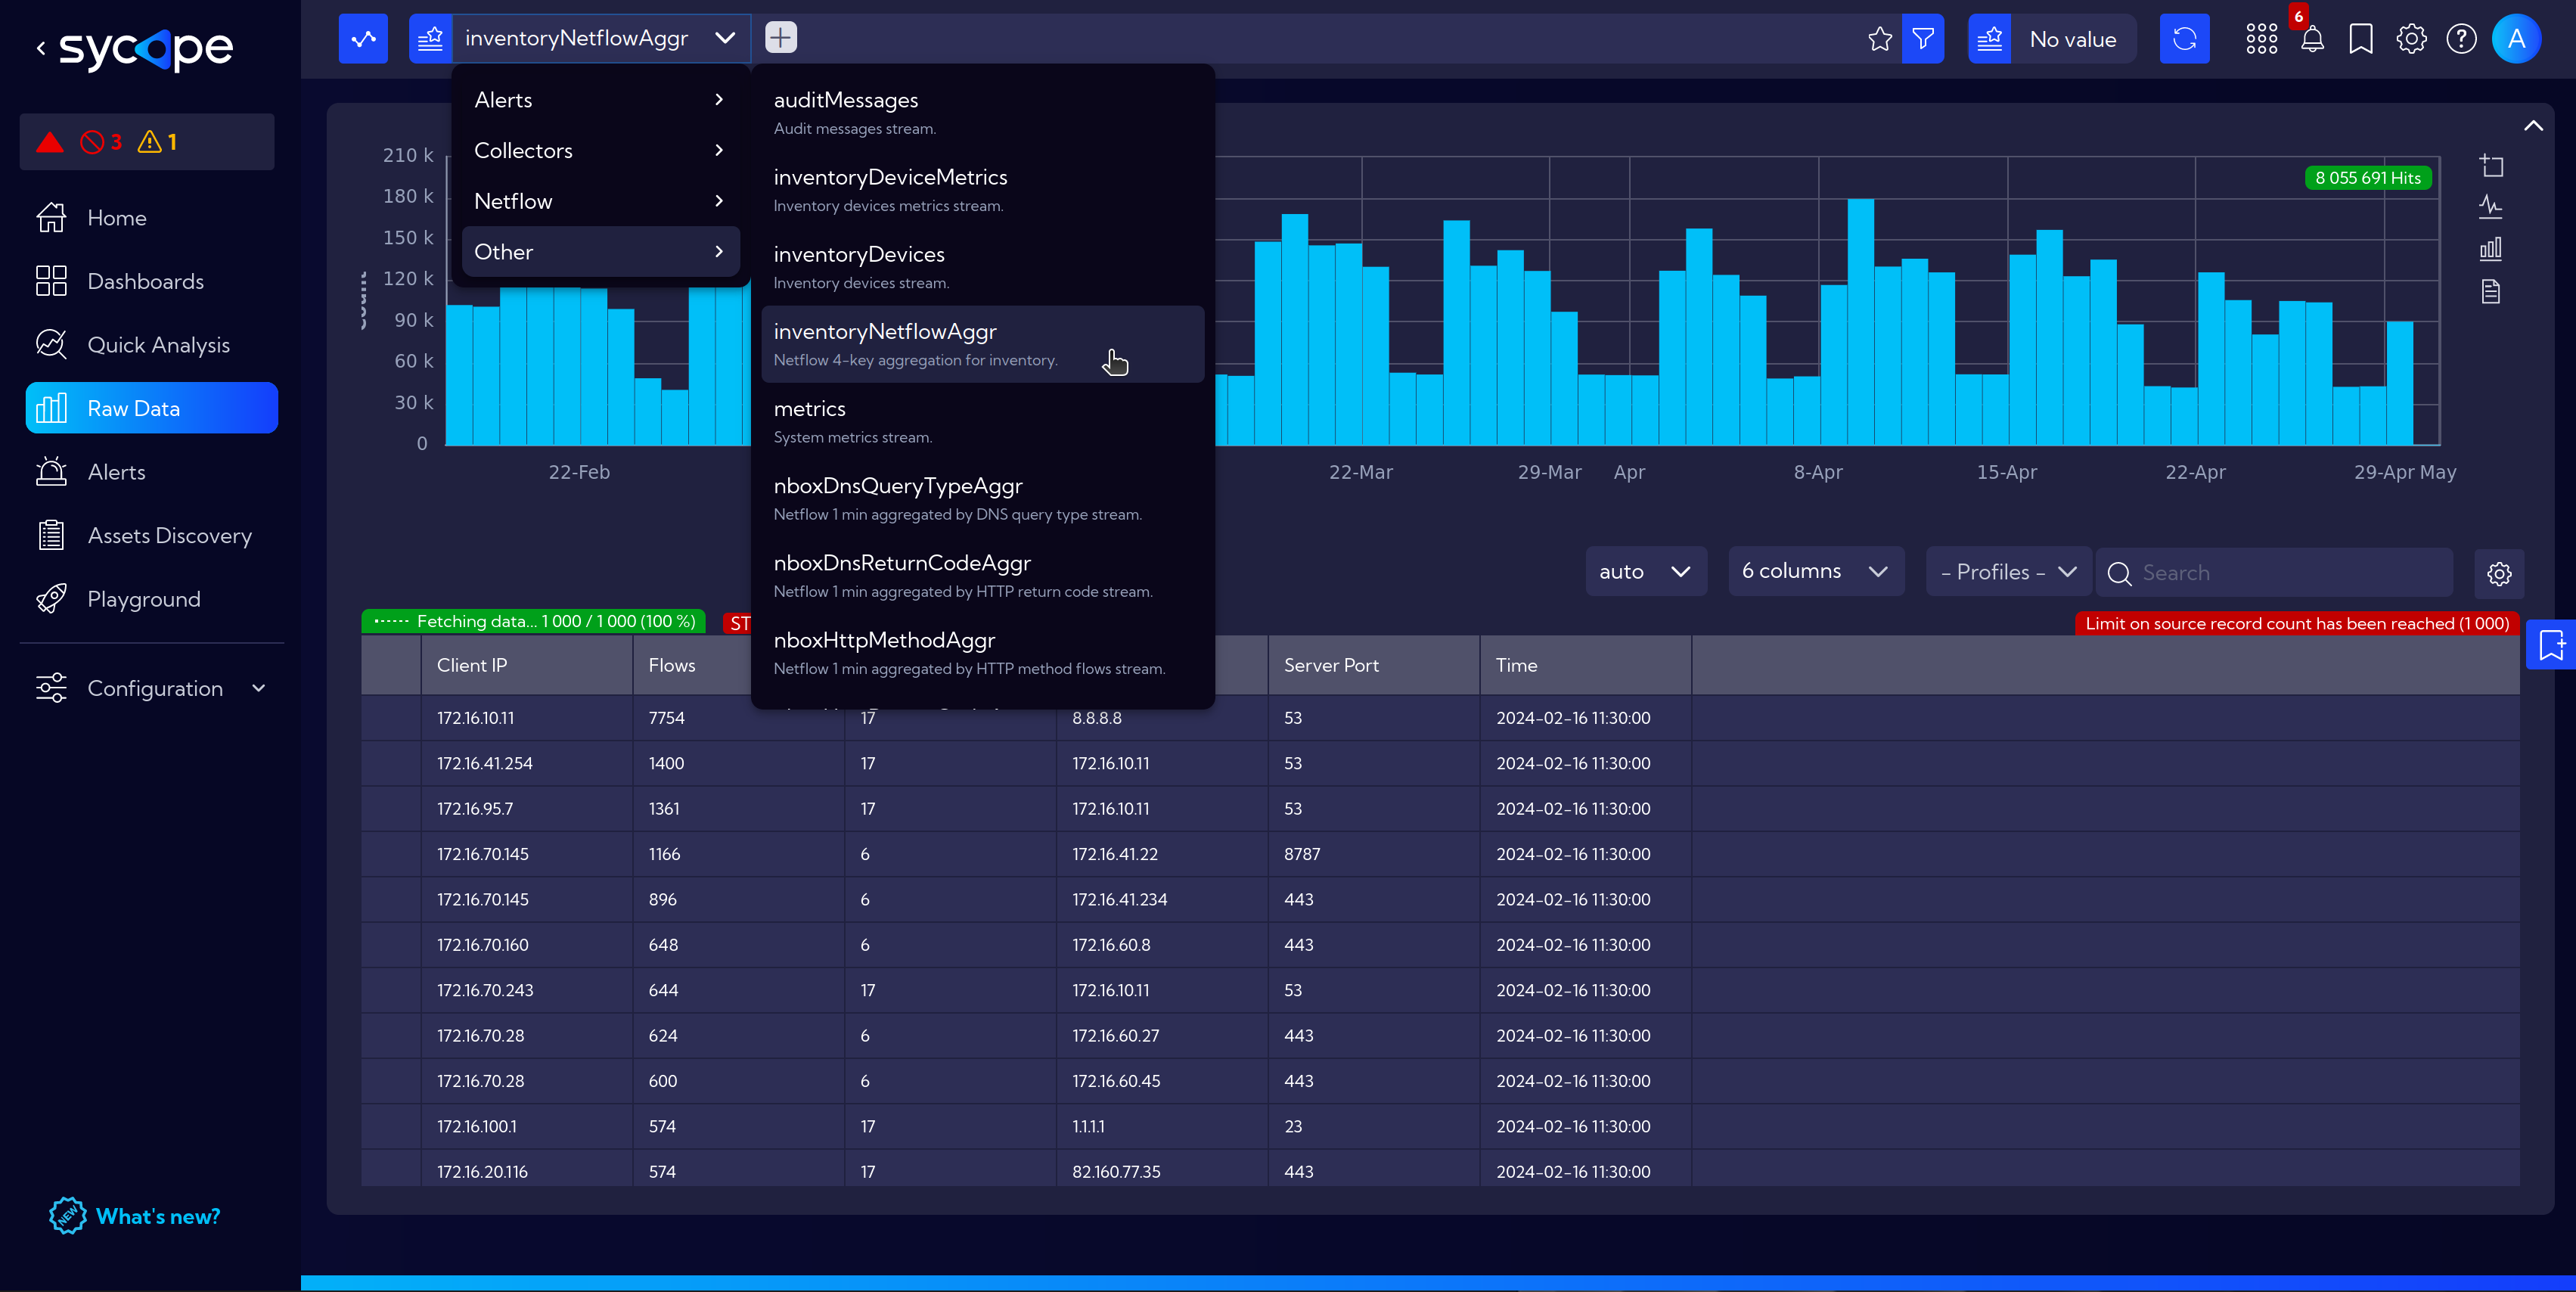 sycope
inventoryNetflowAggr
No value
6
A
3
1
Home
Dashboards
Quick Analysis
Raw Data
Alerts
Assets Discovery
Playground
Configuration
What's new?
NEW
Alerts
Collectors
Netflow
Other
auditMessages
Audit messages stream.
inventoryDeviceMetrics
Inventory devices metrics stream.
inventoryDevices
Inventory devices stream.
inventoryNetflowAggr
Netflow 4-key aggregation for inventory.
metrics
System metrics stream.
nboxDnsQueryTypeAggr
Netflow 1 min aggregated by DNS query type stream.
nboxDnsReturnCodeAggr
Netflow 1 min aggregated by HTTP return code stream.
nboxHttpMethodAggr
Netflow 1 min aggregated by HTTP method flows stream.
8 055 691 Hits
210 k
180 k
150 k
120 k
90 k
60 k
30 k
0
22-Feb 22-Mar 29-Mar Apr 8-Apr 15-Apr 22-Apr 29-Apr May
auto 6 columns - Profiles - Search
Fetching data... 1 000 / 1 000 (100 %) ST Limit on source record count has been reached (1 000)
Client IP Flows Server Port Time
172.16.10.11 7754 17 8.8.8.8 53 2024-02-16 11:30:00
172.16.41.254 1400 17 172.16.10.11 53 2024-02-16 11:30:00
172.16.95.7 1361 17 172.16.10.11 53 2024-02-16 11:30:00
172.16.70.145 1166 6 172.16.41.22 8787 2024-02-16 11:30:00
172.16.70.145 896 6 172.16.41.234 443 2024-02-16 11:30:00
172.16.70.160 648 6 172.16.60.8 443 2024-02-16 11:30:00
172.16.70.243 644 17 172.16.10.11 53 2024-02-16 11:30:00
172.16.70.28 624 6 172.16.60.27 443 2024-02-16 11:30:00
172.16.70.28 600 6 172.16.60.45 443 2024-02-16 11:30:00
172.16.100.1 574 17 1.1.1.1 23 2024-02-16 11:30:00
172.16.20.116 574 17 82.160.77.35 443 2024-02-16 11:30:00